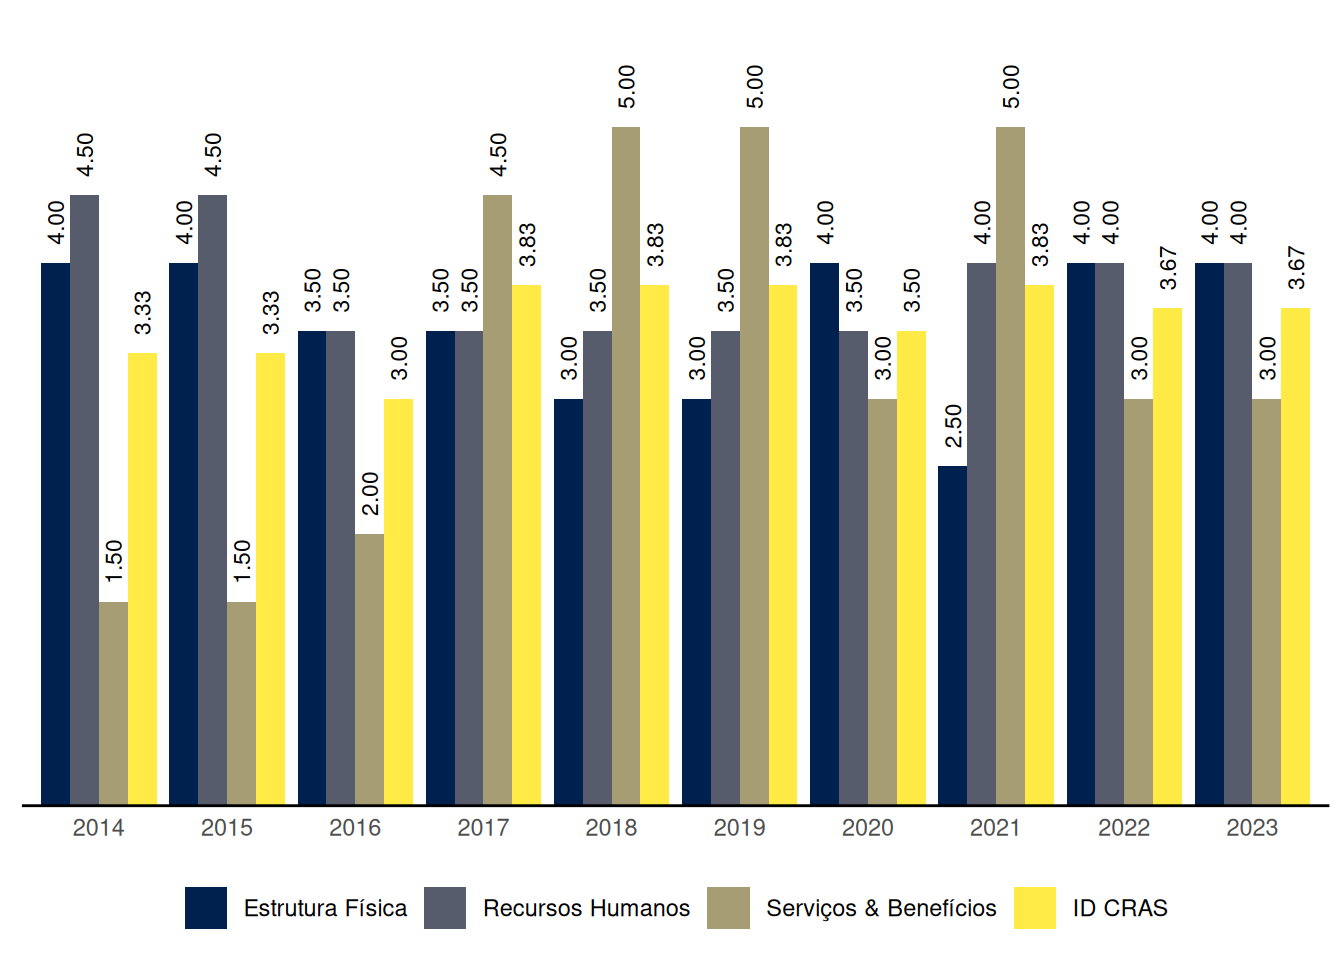 4.00 4.50 1.50 3.33
4.00 4.50 1.50 3.33
3.50 3.50 2.00 3.00
3.50 3.50 4.50 3.83
3.00 3.50 5.00 3.83
3.00 3.50 5.00 3.83
4.00 3.50 3.00 3.50
2.50 4.00 5.00 3.83
4.00 4.00 3.00 3.67
4.00 4.00 3.00 3.67
2014 2015 2016 2017 2018 2019 2020 2021 2022 2023
Estrutura Física Recursos Humanos Serviços & Benefícios ID CRAS